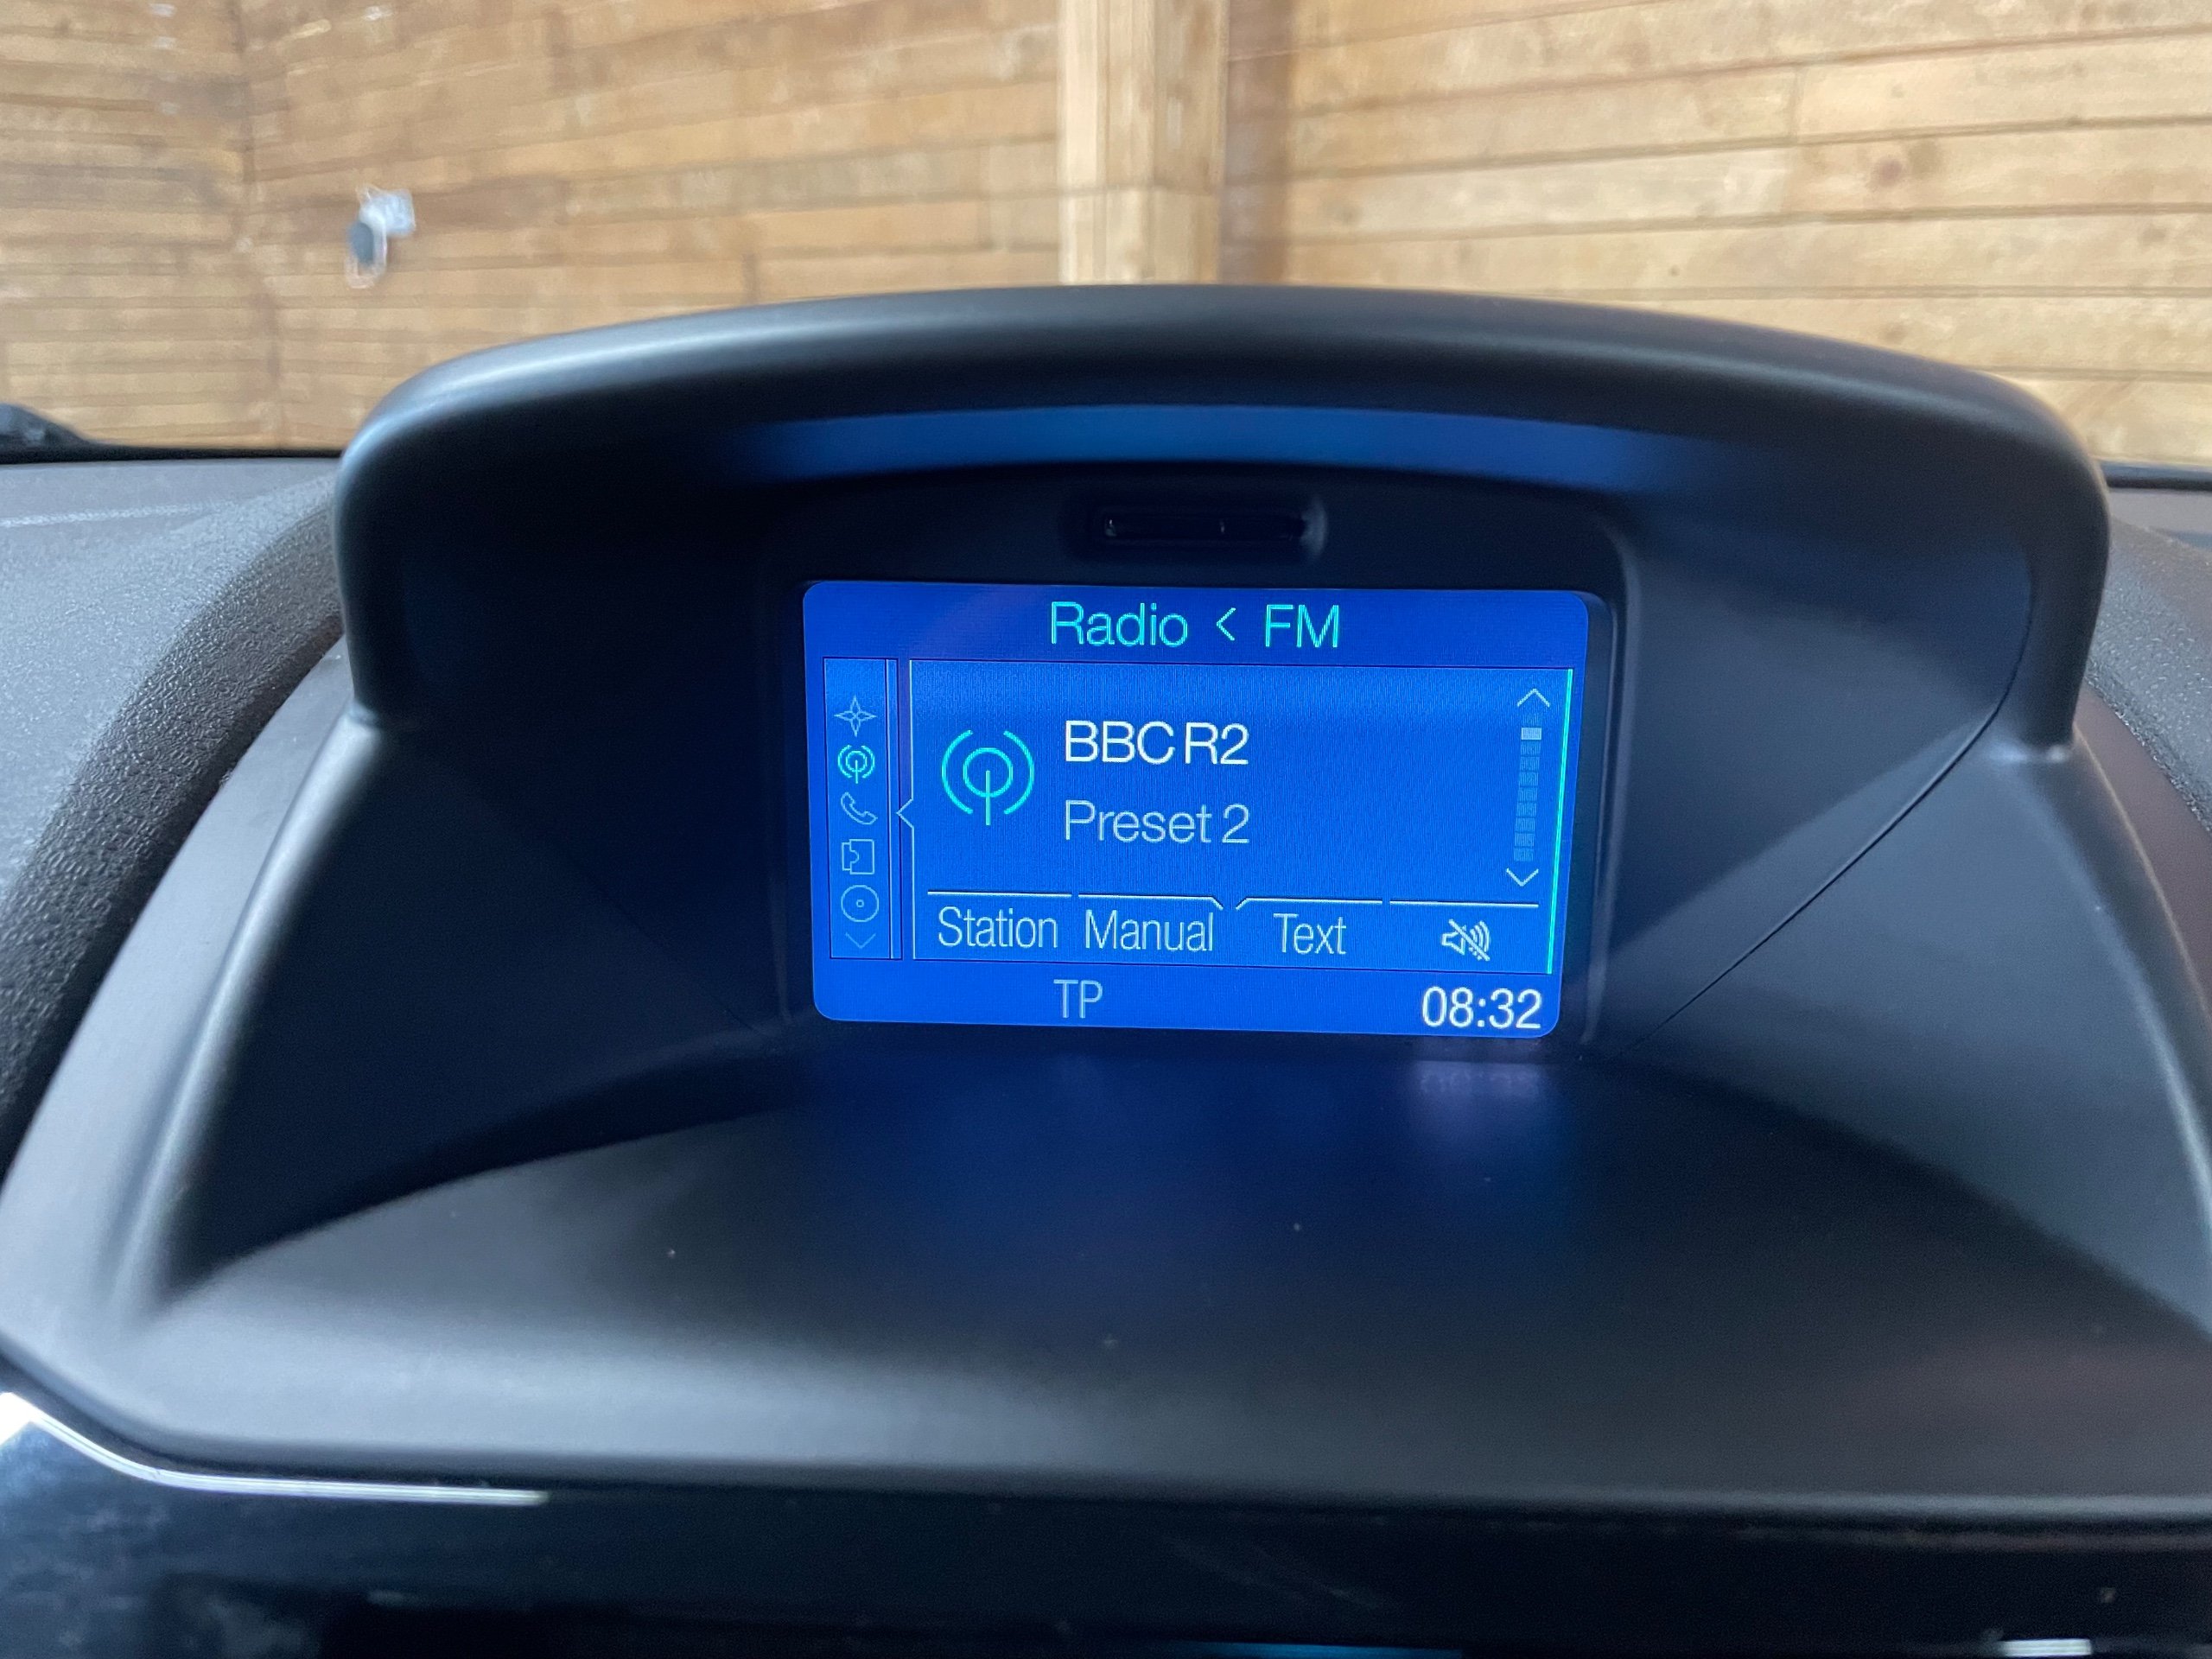 Radio < FM
BBC R2
Preset 2
Station Manual Text
TP 08:32